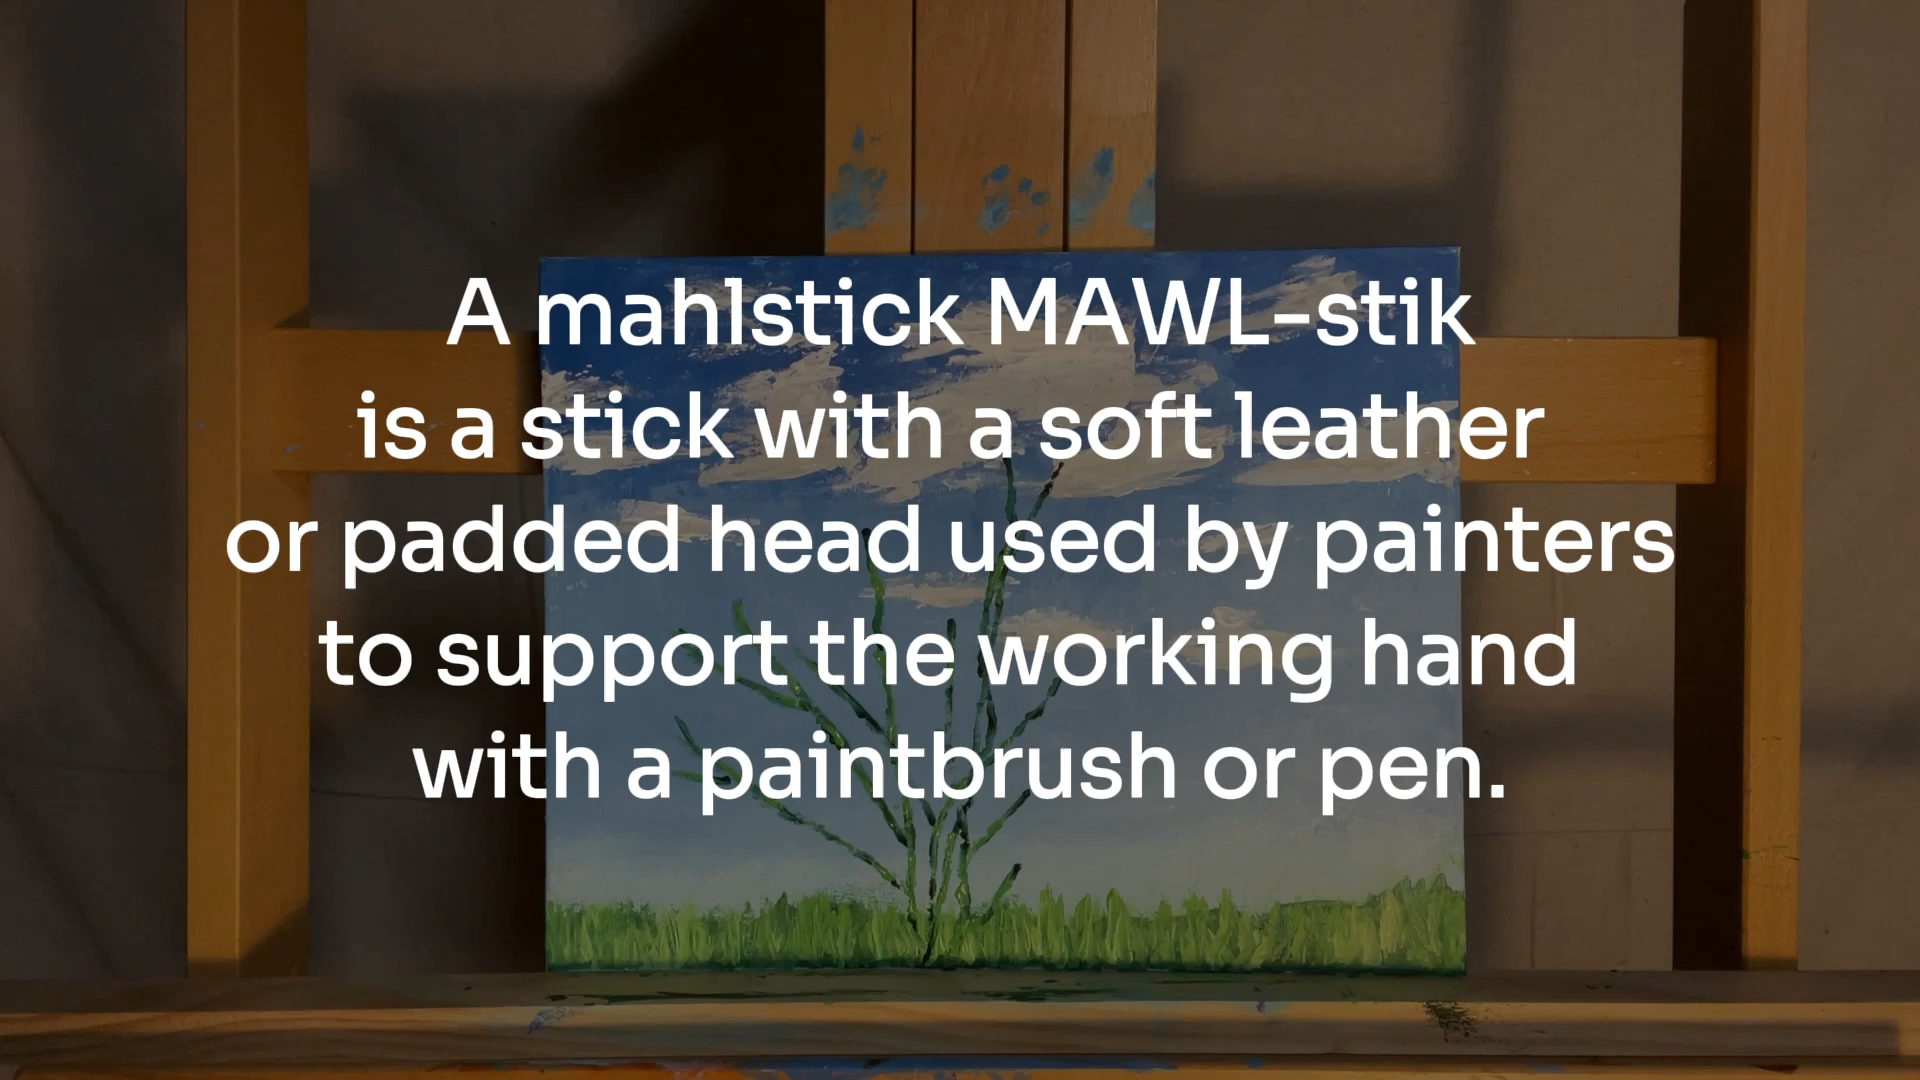 A mahlstick MAWL-stik
is a stick with a soft leather
or padded head used by painters
to support the working hand
with a paintbrush or pen.